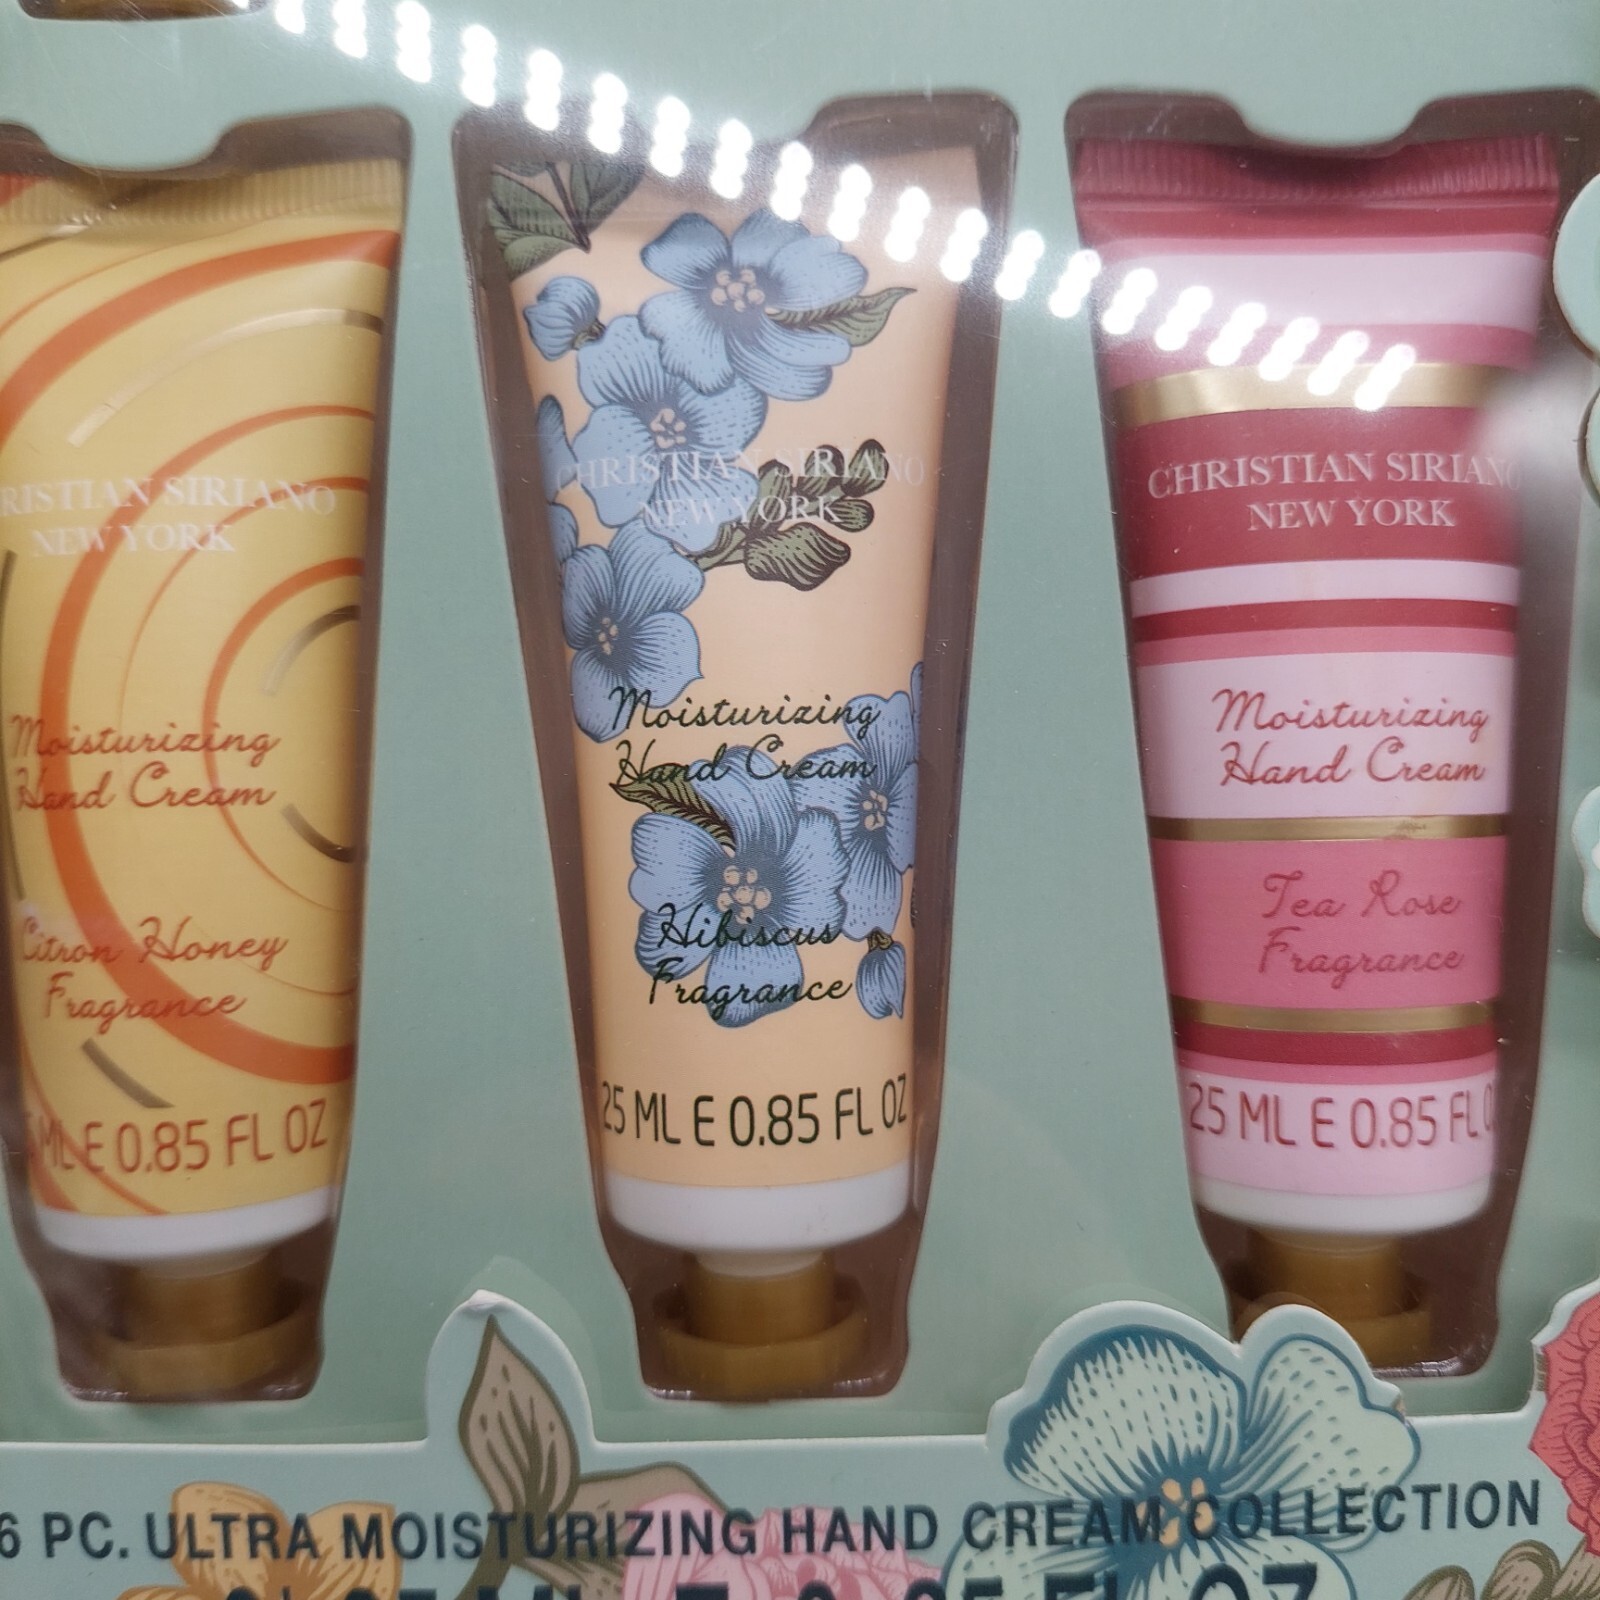 RISTIAN SIRIANO
NEW YORK
Moisturizing
Hand Cream
Citron Honey
Fragrance
ML E 0.85 FL OZ
CHRISTIAN SIRIANO
NEW YORK
Moisturizing
Hand Cream
Hibiscus
Fragrance
25 ML E 0.85 FL OZ
CHRISTIAN SIRIANO
NEW YORK
Moisturizing
Hand Cream
Tea Rose
Fragrance
25 ML E 0.85 FL O
6 PC. ULTRA MOISTURIZING HAND CREAM COLLECTION